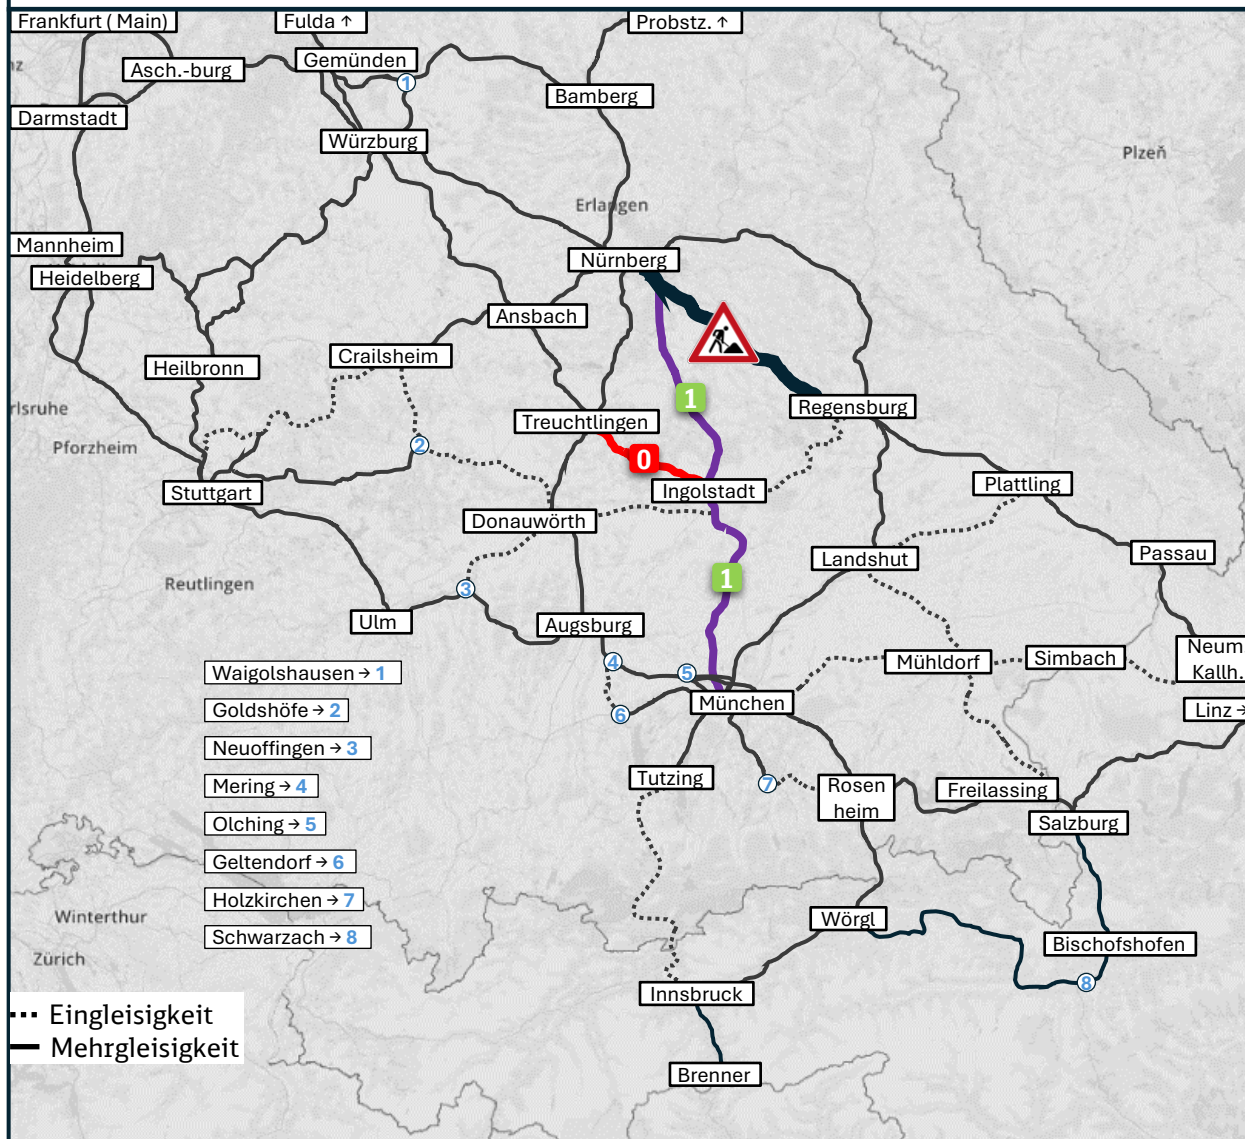 Frankfurt ( Main)
Fulda ↑
Probstz. ↑
Gemünden
Asch.-burg
nz
1
Bamberg
Darmstadt
Würzburg
Plzeň
Erlangen
Mannheim
Nürnberg
Heidelberg
Ansbach
Crailsheim
Heilbronn
1
rlsruhe
Regensburg
Treuchtlingen
Pforzheim
2
0
Plattling
Stuttgart
Ingolstadt
Donauwörth
Passau
Landshut
Reutlingen
1
3
Ulm
Augsburg
Neum.
Kallh.
Mühldorf
Simbach
4
5
Waigolshausen → 1
München
Goldshöfe → 2
6
Linz →
Neuoffingen → 3
Tutzing
7
Rosen
heim
Freilassing
Mering → 4
Olching → 5
Salzburg
Geltendorf → 6
Holzkirchen → 7
Winterthur
Wörgl
Schwarzach → 8
Bischofshofen
Zürich
8
Innsbruck
Eingleisigkeit
Mehrgleisigkeit
Brenner